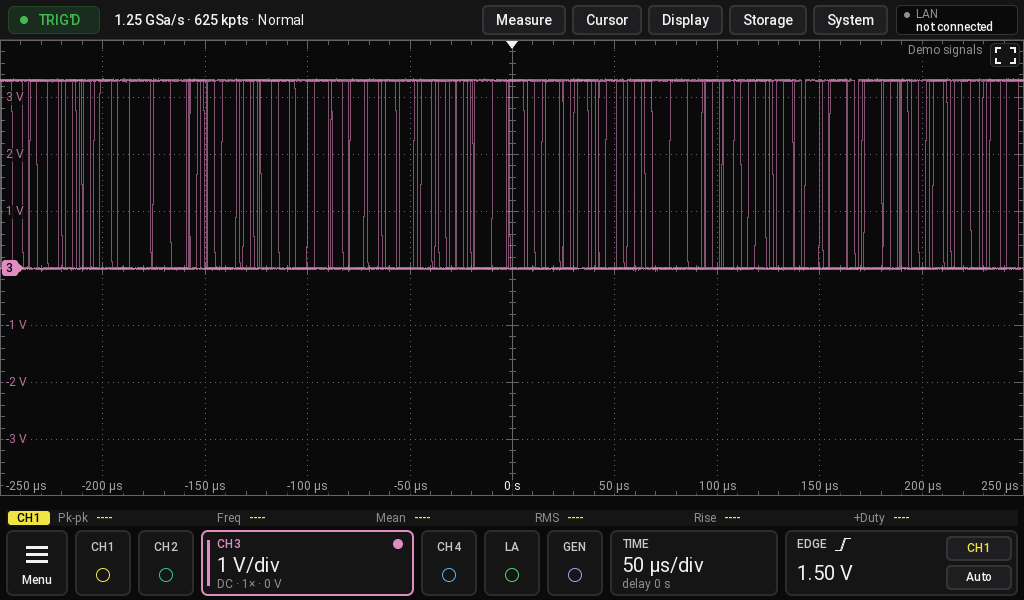 TRIG'D
1.25 GSa/s · 625 kpts · Normal
Measure
Cursor
Display
Storage
System
LAN
not connected
Demo signals
3 V
2 V
1 V
3
-1 V
-2 V
-3 V
-250 µs
-200 µs
-150 µs
-100 µs
-50 µs
0 s
50 µs
100 µs
150 µs
200 µs
250 µs
CH1
Pk-pk ----
Freq ----
Mean ----
RMS ----
Rise ----
+Duty ----
Menu
CH1
CH2
CH3
1 V/div
DC · 1× · 0 V
CH4
LA
GEN
TIME
50 µs/div
delay 0 s
EDGE
1.50 V
CH1
Auto